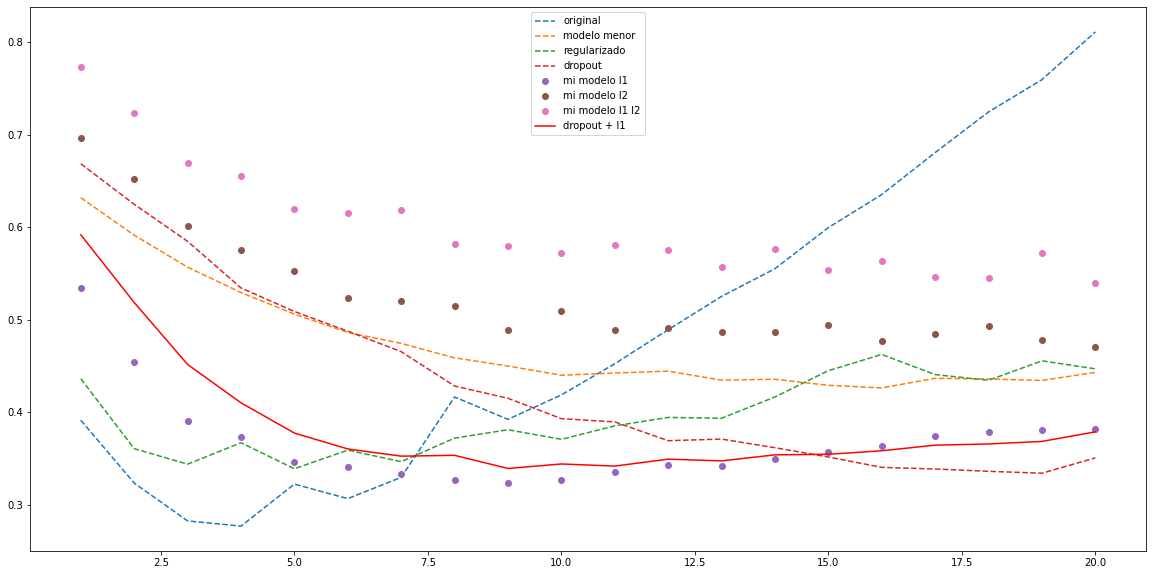 original
modelo menor
regularizado
dropout
mi modelo l1
mi modelo l2
mi modelo l1 l2
dropout + l1
0.8
0.7
0.6
0.5
0.4
0.3
2.5 5.0 7.5 10.0 12.5 15.0 17.5 20.0